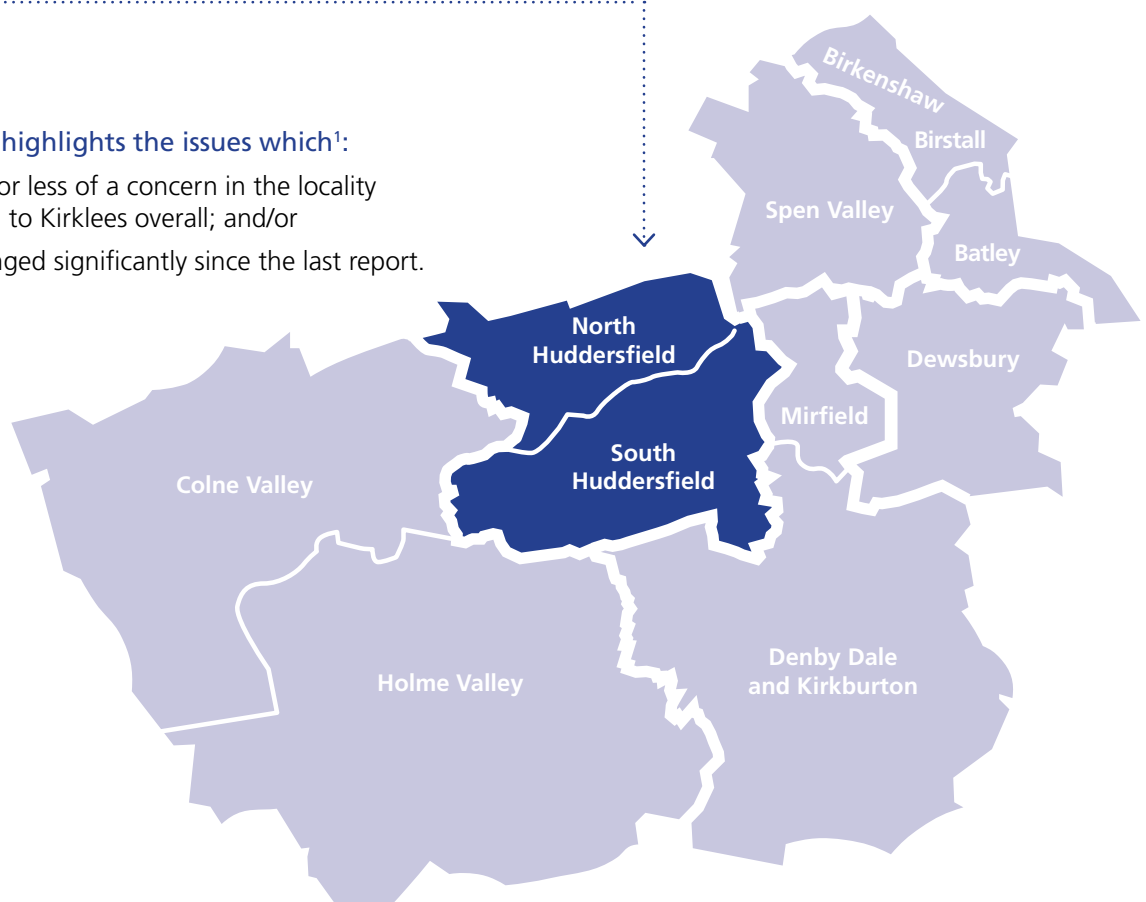 highlights the issues which¹:
or less of a concern in the locality
to Kirklees overall; and/or
ged significantly since the last report.
Birkenshaw
Birstall
Spen Valley
Batley
North
Huddersfield
Dewsbury
Mirfield
South
Huddersfield
Colne Valley
Holme Valley
Denby Dale
and Kirkburton